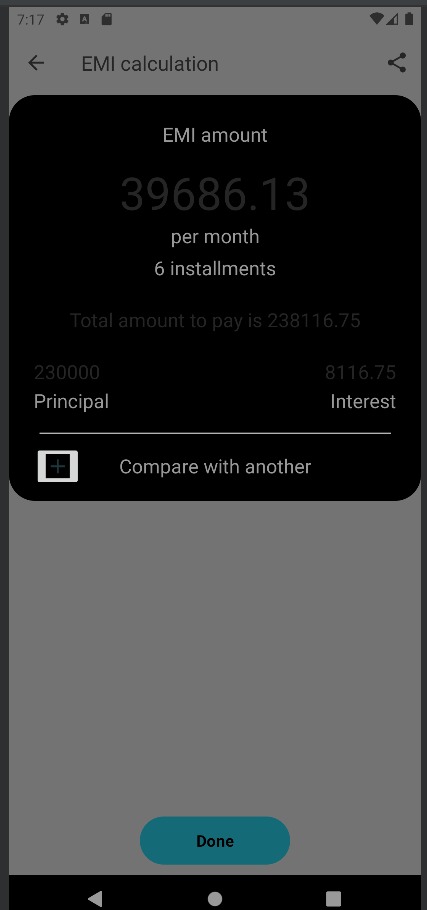 7:17
EMI calculation
EMI amount
39686.13
per month
6 installments
Total amount to pay is 238116.75
230000 8116.75
Principal Interest
Compare with another
Done